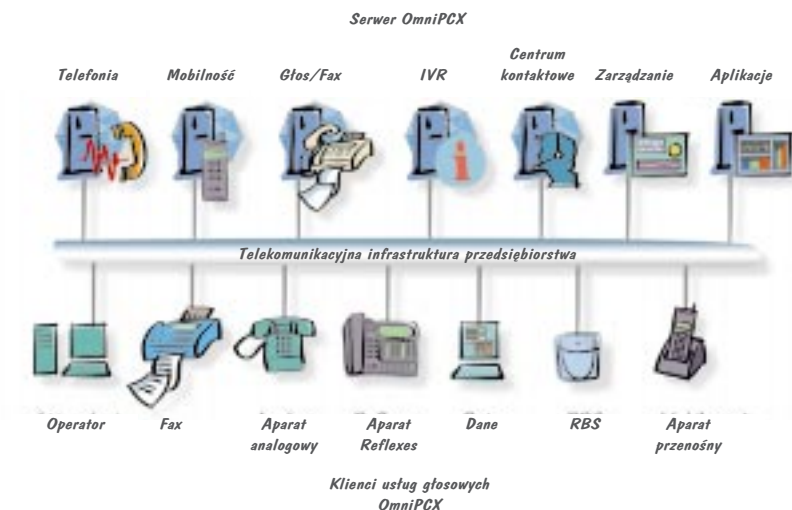 Serwer OmniPCX
Telefonia
Mobilność
Głos/Fax
IVR
Centrum
kontaktowe
Zarządzanie
Aplikacje
Telekomunikacyjna infrastruktura przedsiębiorstwa
Operator
Fax
Aparat
analogowy
Aparat
Reflexes
Dane
RBS
Aparat
przenośny
Klienci usług głosowych
OmniPCX